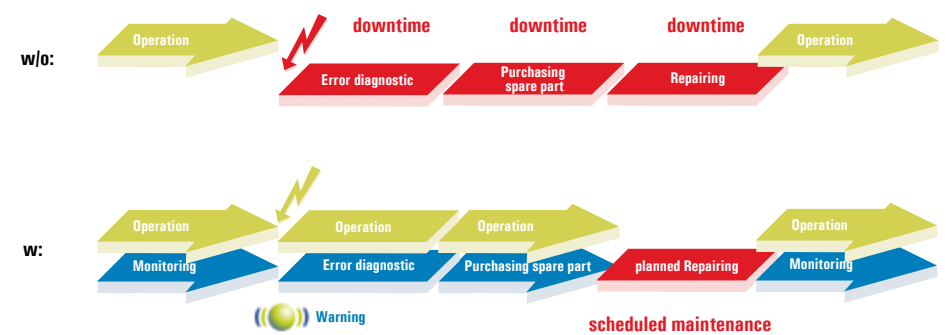 downtime downtime downtime
Operation Operation
w/o:
Error diagnostic Purchasing spare part Repairing
Operation Operation Operation Operation
w:
Monitoring Error diagnostic Purchasing spare part planned Repairing Monitoring
Warning
scheduled maintenance